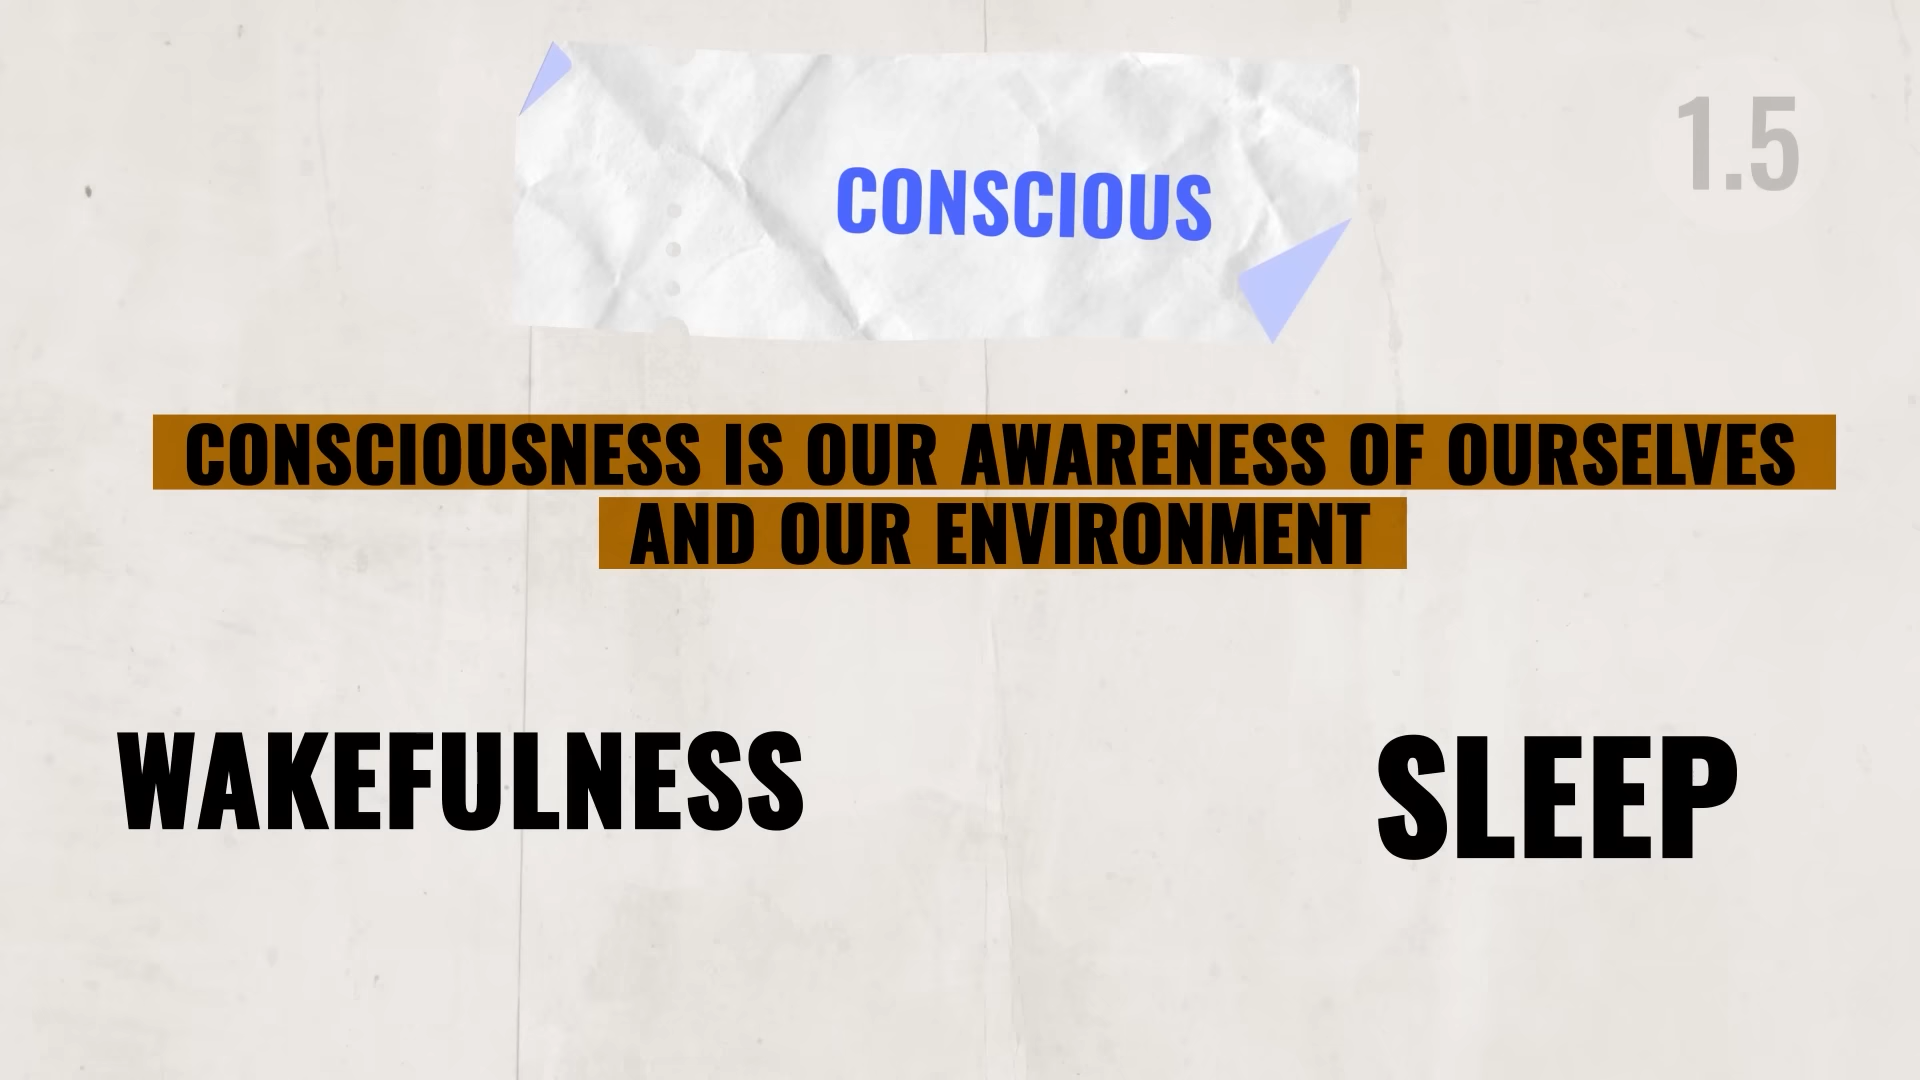 CONSCIOUS
1.5
CONSCIOUSNESS IS OUR AWARENESS OF OURSELVES
AND OUR ENVIRONMENT
WAKEFULNESS
SLEEP